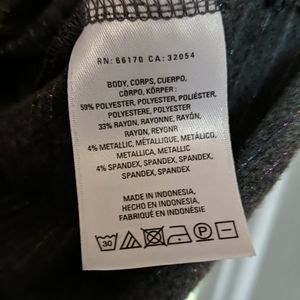 RN: 66170 CA: 32054
BODY, CORPS, CUERPO,
CORPO, KÖRPER :
59% POLYESTER, POLYESTER, POLIÉSTER,
POLYESTERE, POLYESTER
33% RAYON, RAYONNE, RAYÓN,
RAYON, REYONR
4% METALLIC, MÉTALLIQUE, METÁLICO,
METALLICA, METALLIC
4% SPANDEX, SPANDEX, SPANDEX,
SPANDEX, SPANDEX
MADE IN INDONESIA,
HECHO EN INDONESIA,
FABRIQUÉ EN INDONÉSIE
30 P